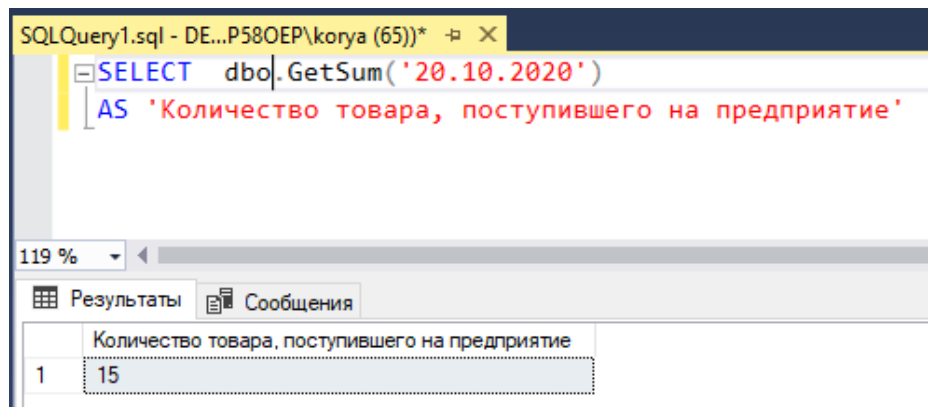 SQLQuery1.sql - DE...P58OEP\korya (65))*
SELECT dbo.GetSum('20.10.2020')
AS 'Количество товара, поступившего на предприятие'
119 %
Результаты Сообщения
Количество товара, поступившего на предприятие
1 15